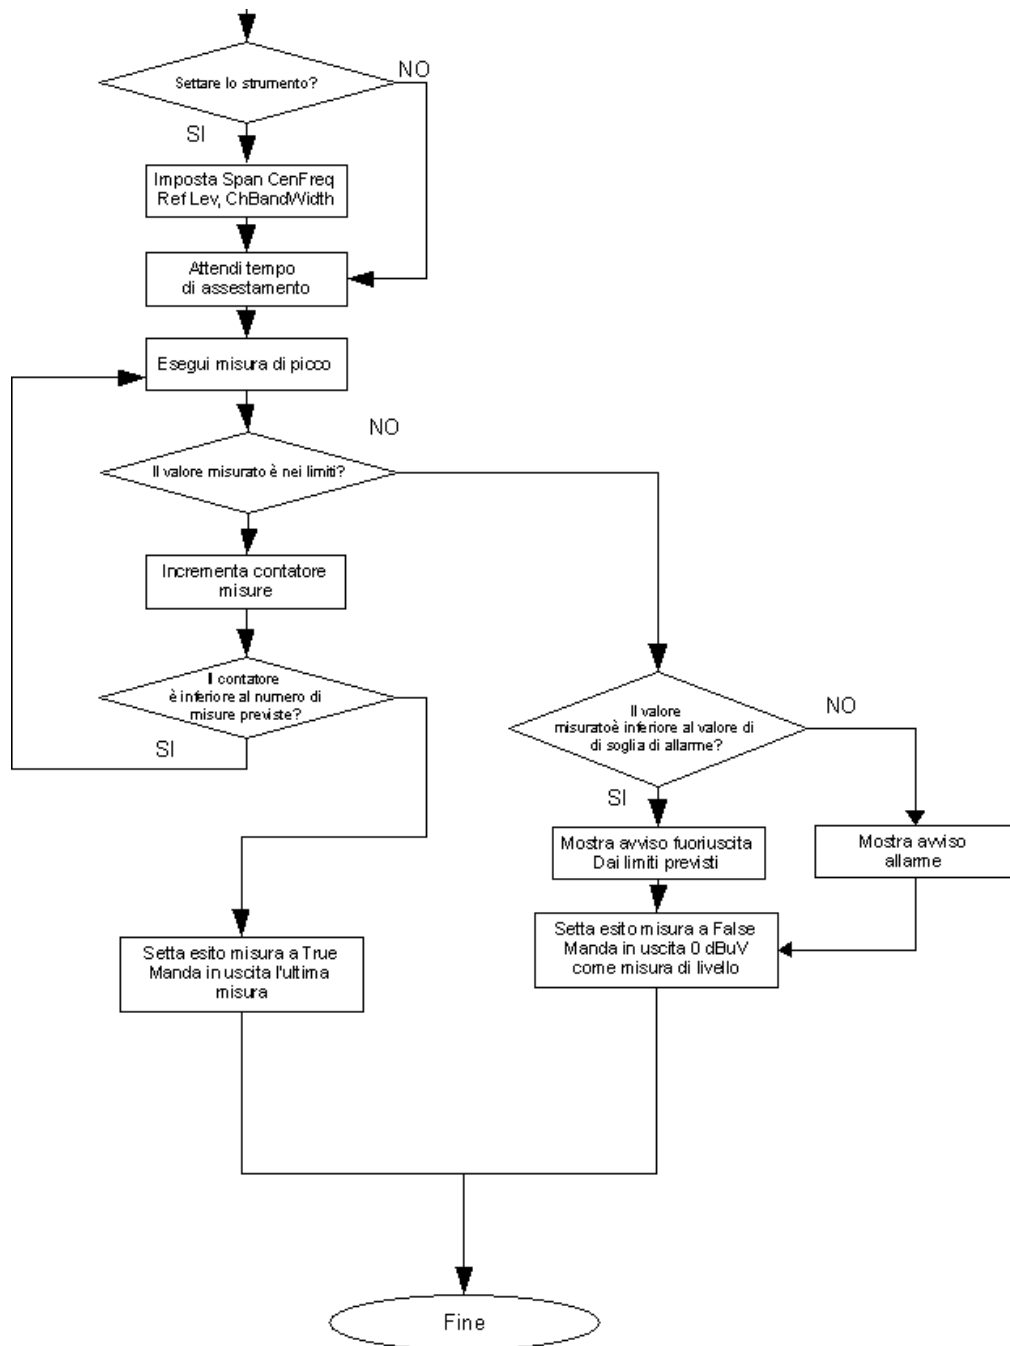 Settare lo strumento?
NO
SI
Imposta Span CenFreq
Ref Lev, ChBandWidth
Attendi tempo
di assestamento
Esegui misura di picco
NO
Il valore misurato è nei limiti?
Incrementa contatore
misure
Il contatore
è inferiore al numero di
misure previste?
SI
Il valore
misuratoè inferiore al valore di
di soglia di allarme?
NO
SI
Mostra avviso fuoriuscita
Dai limiti previsti
Mostra avviso
allarme
Setta esito misura a False
Manda in uscita 0 dBuV
come misura di livello
Setta esito misura a True
Manda in uscita l'ultima
misura
Fine